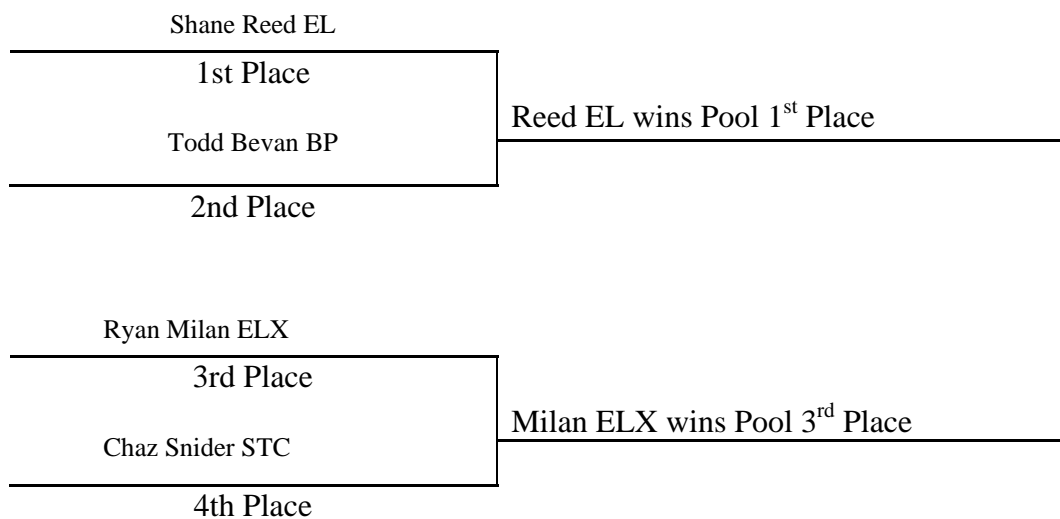 Shane Reed EL
1st Place
Reed EL wins Pool 1st Place
Todd Bevan BP
2nd Place
Ryan Milan ELX
3rd Place
Milan ELX wins Pool 3rd Place
Chaz Snider STC
4th Place